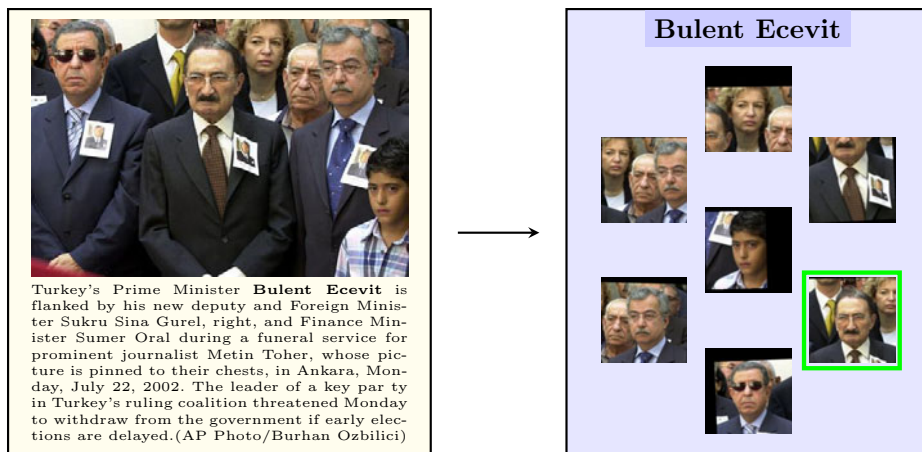 Turkey's Prime Minister Bulent Ecevit is
flanked by his new deputy and Foreign Minis-
ter Sukru Sina Gurel, right, and Finance Min-
ister Sumer Oral during a funeral service for
prominent journalist Metin Toher, whose pic-
ture is pinned to their chests, in Ankara, Mon-
day, July 22, 2002. The leader of a key par ty
in Turkey's ruling coalition threatened Monday
to withdraw from the government if early elec-
tions are delayed.(AP Photo/Burhan Ozbilici)
Bulent Ecevit